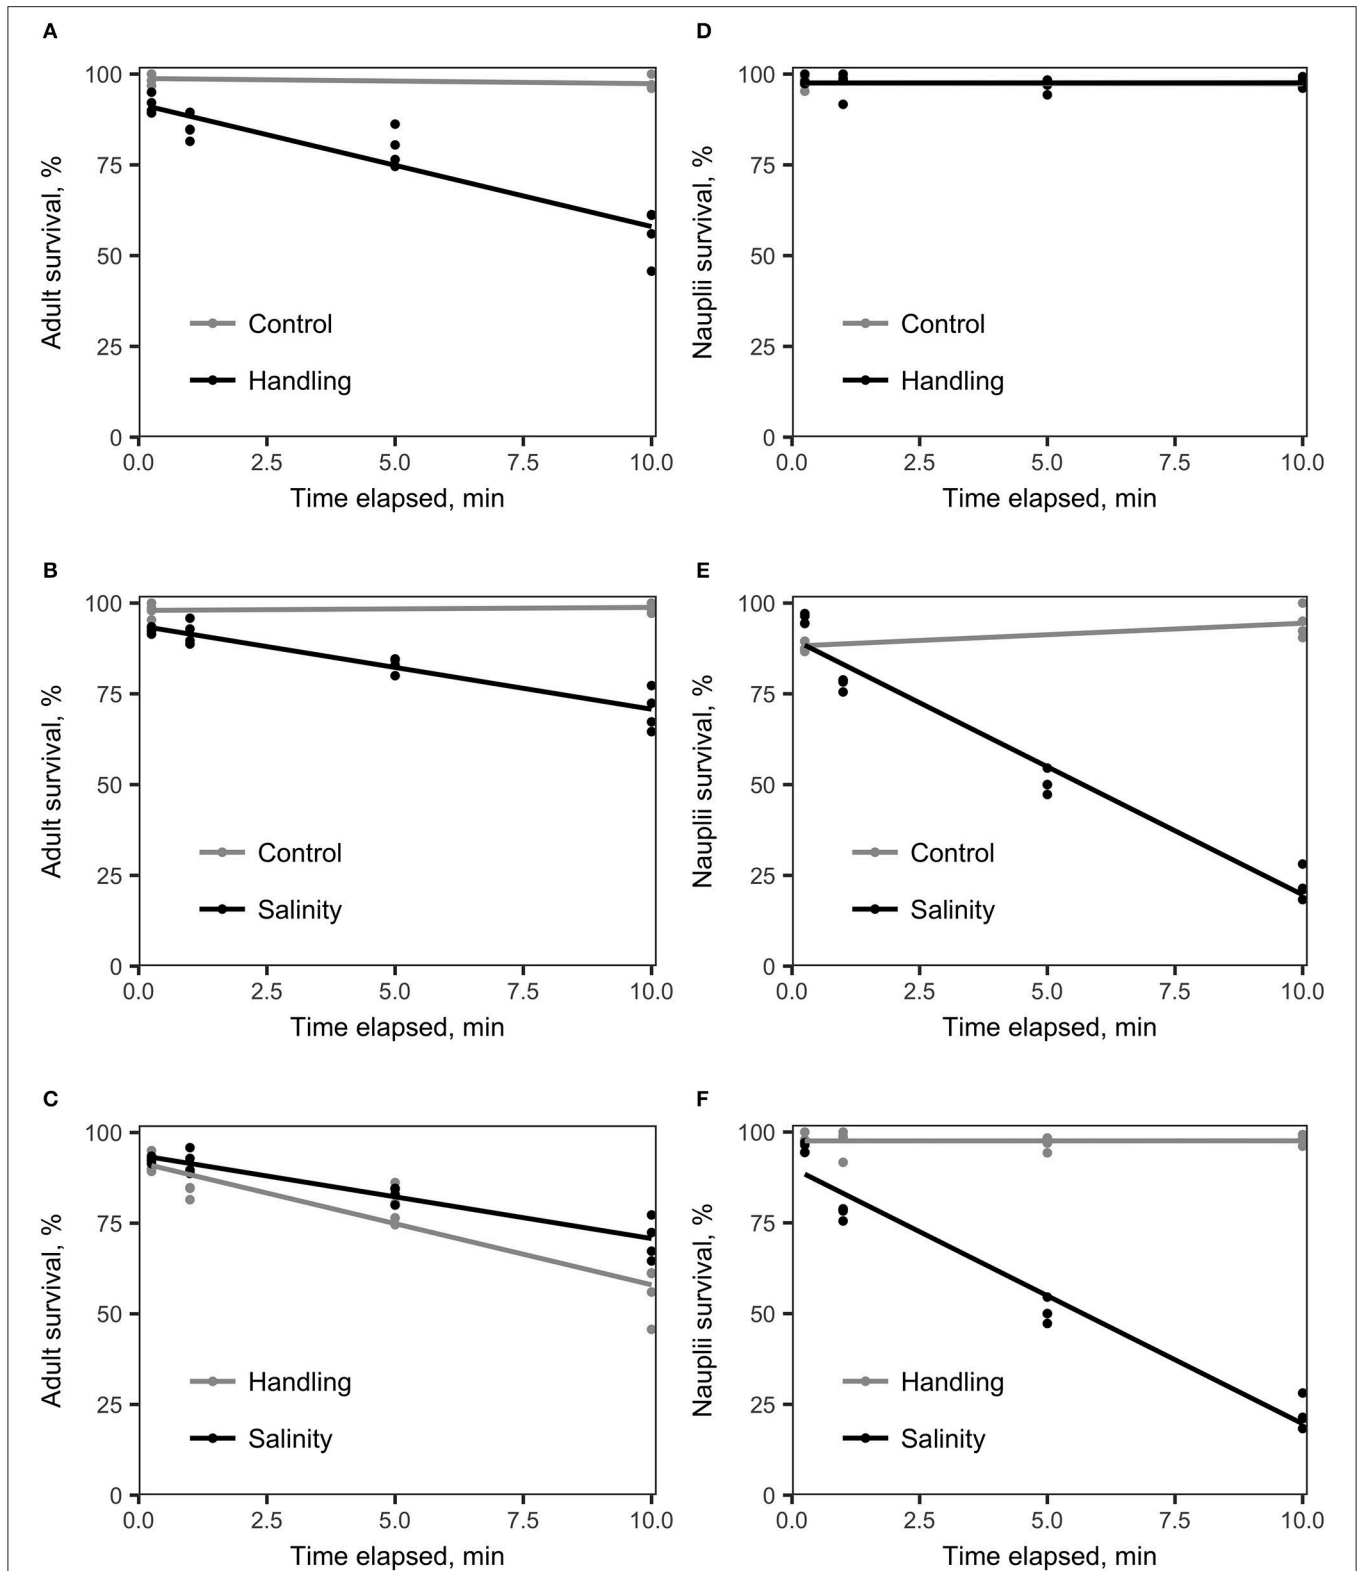 A
Adult survival, %
100
75
50
25
0
Control
Handling
0.0 2.5 5.0 7.5 10.0
Time elapsed, min
D
Nauplii survival, %
100
75
50
25
0
Control
Handling
0.0 2.5 5.0 7.5 10.0
Time elapsed, min
B
Adult survival, %
100
75
50
25
0
Control
Salinity
0.0 2.5 5.0 7.5 10.0
Time elapsed, min
E
Nauplii survival, %
100
75
50
25
0
Control
Salinity
0.0 2.5 5.0 7.5 10.0
Time elapsed, min
C
Adult survival, %
100
75
50
25
0
Handling
Salinity
0.0 2.5 5.0 7.5 10.0
Time elapsed, min
F
Nauplii survival, %
100
75
50
25
0
Handling
Salinity
0.0 2.5 5.0 7.5 10.0
Time elapsed, min